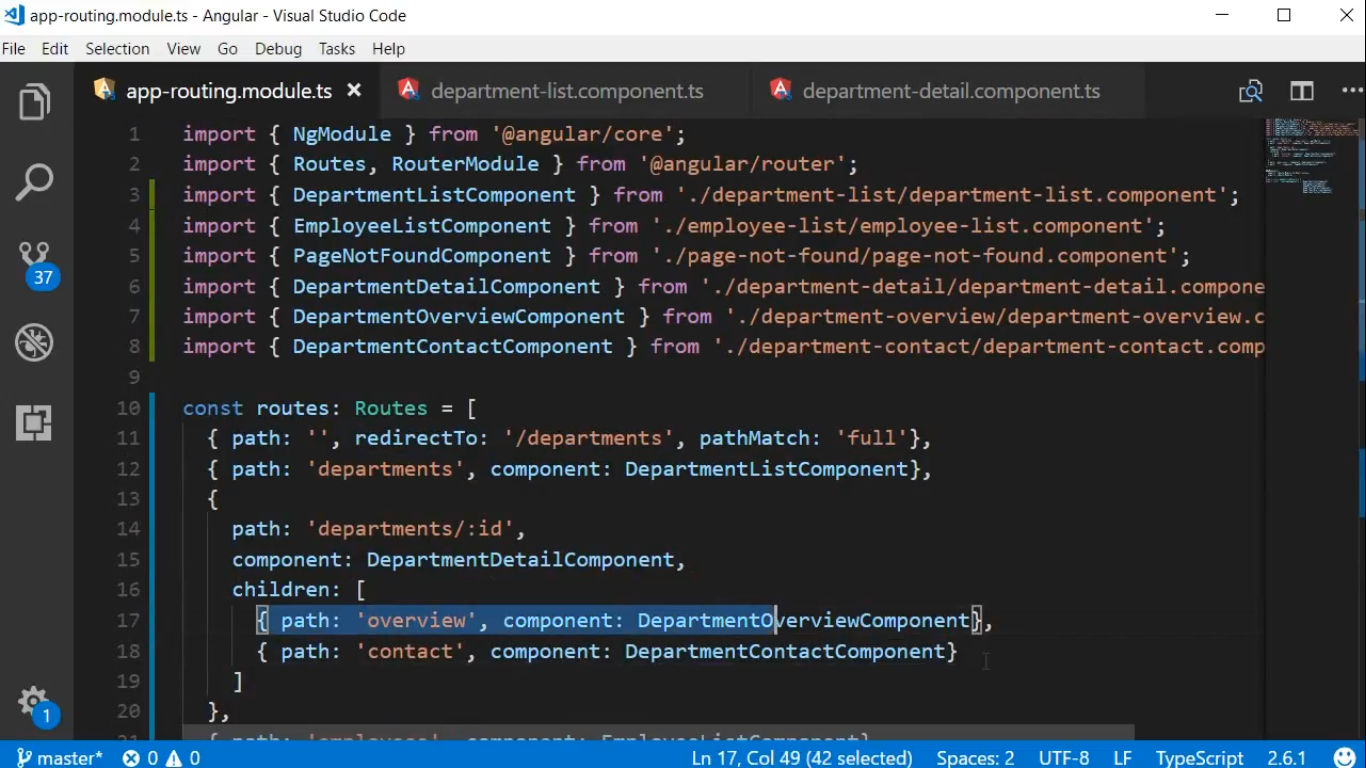 app-routing.module.ts - Angular - Visual Studio Code
File Edit Selection View Go Debug Tasks Help
app-routing.module.ts department-list.component.ts department-detail.component.ts
1 import { NgModule } from '@angular/core';
2 import { Routes, RouterModule } from '@angular/router';
3 import { DepartmentListComponent } from './department-list/department-list.component';
4 import { EmployeeListComponent } from './employee-list/employee-list.component';
5 import { PageNotFoundComponent } from './page-not-found/page-not-found.component';
6 import { DepartmentDetailComponent } from './department-detail/department-detail.compone
7 import { DepartmentOverviewComponent } from './department-overview/department-overview.c
8 import { DepartmentContactComponent } from './department-contact/department-contact.comp
9
10 const routes: Routes = [
11 { path: '', redirectTo: '/departments', pathMatch: 'full'},
12 { path: 'departments', component: DepartmentListComponent},
13 {
14 path: 'departments/:id',
15 component: DepartmentDetailComponent,
16 children: [
17 { path: 'overview', component: DepartmentOverviewComponent},
18 { path: 'contact', component: DepartmentContactComponent}
19 ]
20 },
21 { path: 'employees', component: EmployeeListComponent}
37
1
master* 0 0 Ln 17, Col 49 (42 selected) Spaces: 2 UTF-8 LF TypeScript 2.6.1